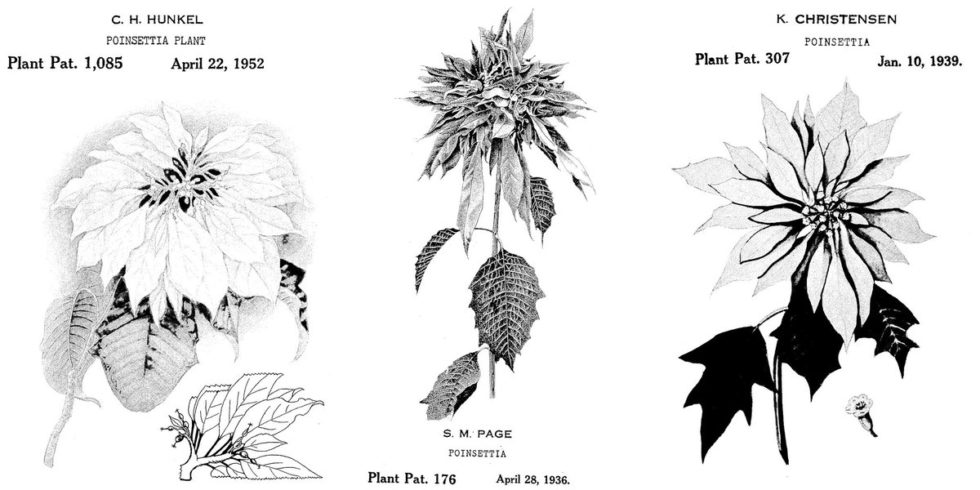 C. H. HUNKEL
POINSETTIA PLANT
Plant Pat. 1,085 April 22, 1952
S. M. PAGE
POINSETTIA
Plant Pat. 176 April 28, 1936.
K. CHRISTENSEN
POINSETTIA
Plant Pat. 307 Jan. 10, 1939.